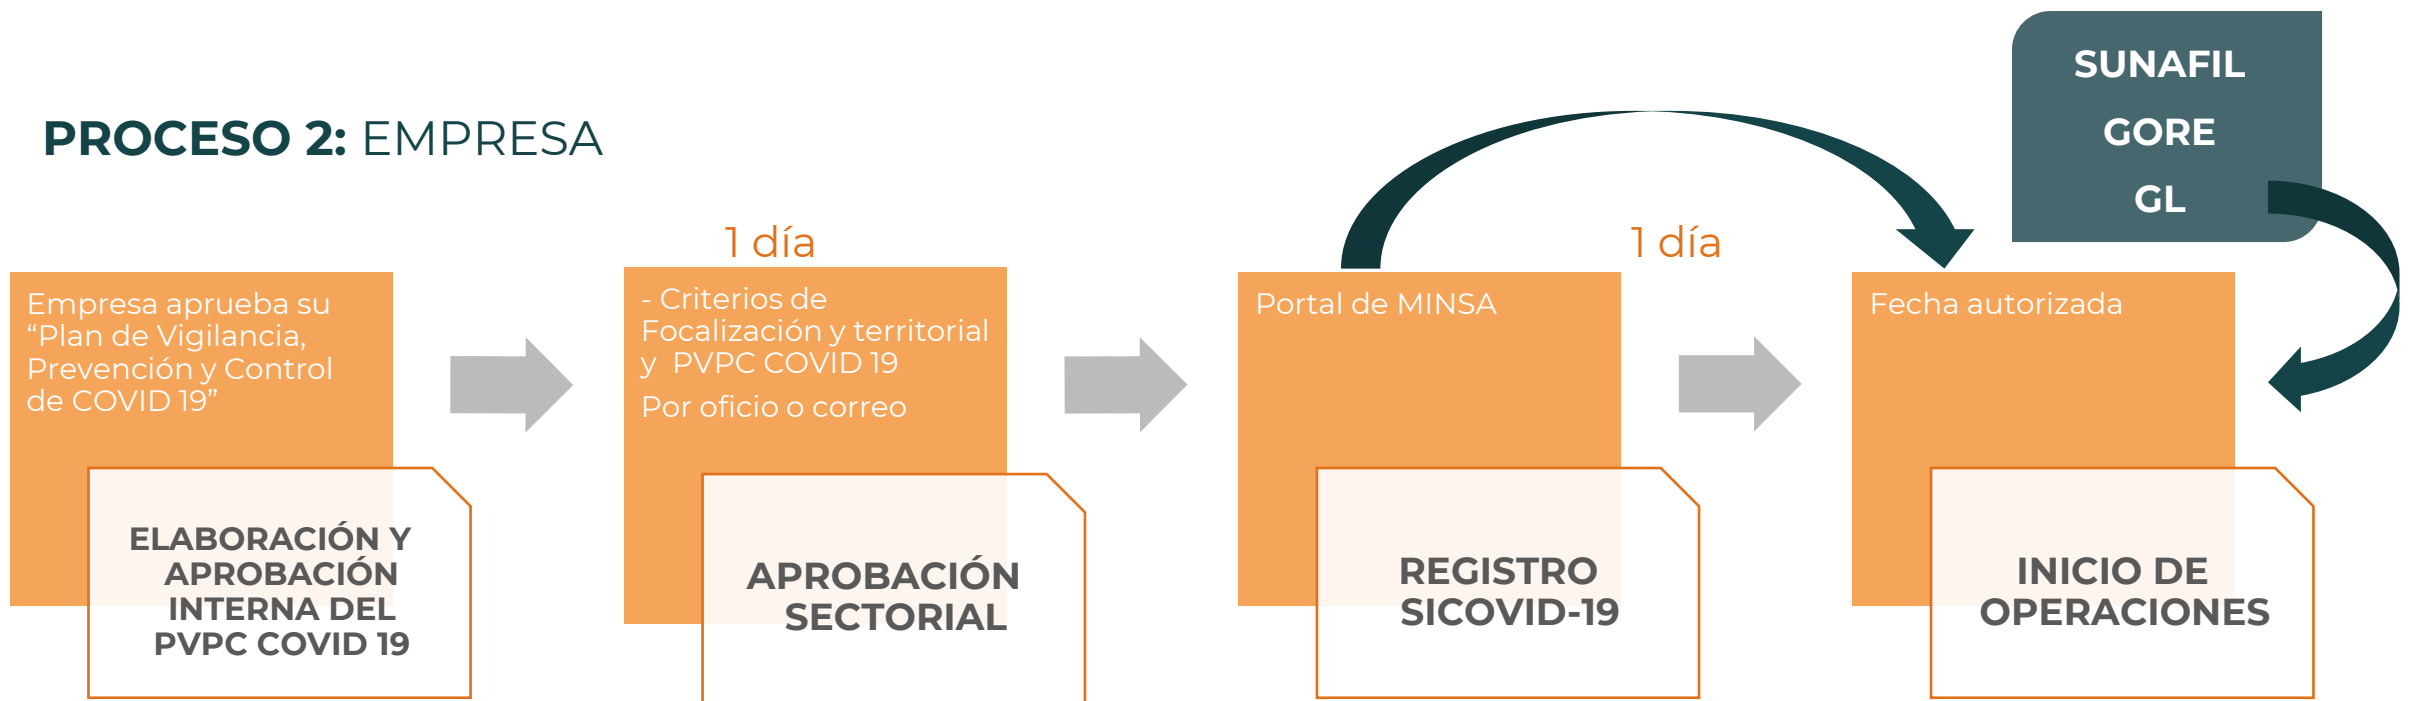 PROCESO 2: EMPRESA
SUNAFIL
GORE
GL
1 día
1 día
Empresa aprueba su
“Plan de Vigilancia,
Prevención y Control
de COVID 19”
ELABORACIÓN Y
APROBACIÓN
INTERNA DEL
PVPC COVID 19
- Criterios de
Focalización y territorial
y PVPC COVID 19
Por oficio o correo
APROBACIÓN
SECTORIAL
Portal de MINSA
REGISTRO
SICOVID-19
Fecha autorizada
INICIO DE
OPERACIONES